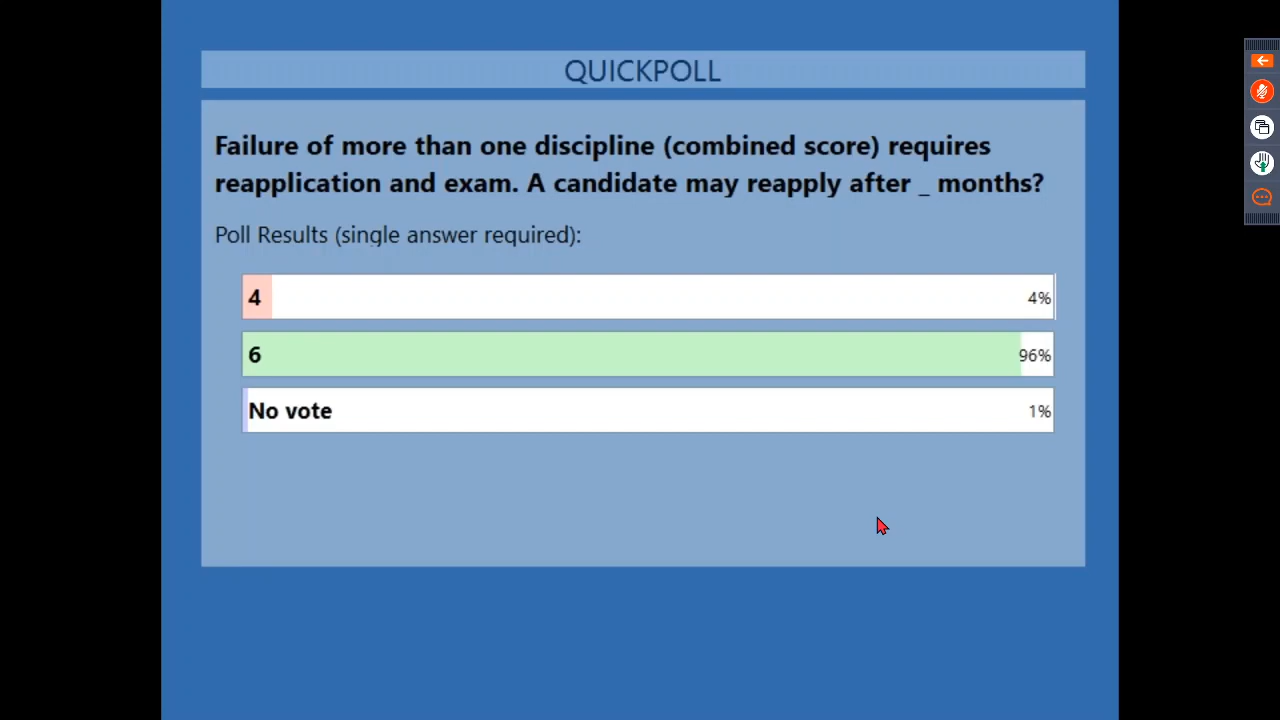 QUICKPOLL
Failure of more than one discipline (combined score) requires
reapplication and exam. A candidate may reapply after _ months?
Poll Results (single answer required):
4 4%
6 96%
No vote 1%